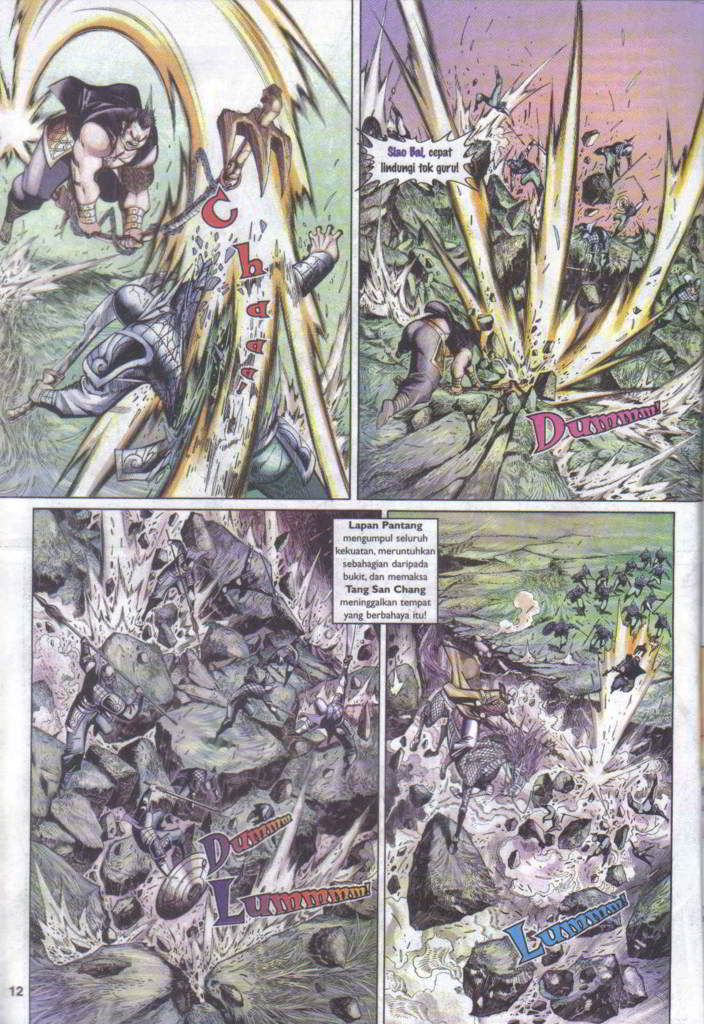 Chaaa!
Siao Bai, cepat
lindungi tok guru!
Dummm!
Lapan Pantang
mengumpul seluruh
kekuatan, meruntuhkan
sebahagian daripada
bukit, dan memaksa
Tang San Chang
meninggalkan tempat
yang berbahaya itu!
Dummm
Lummmm!
Lummm!
12